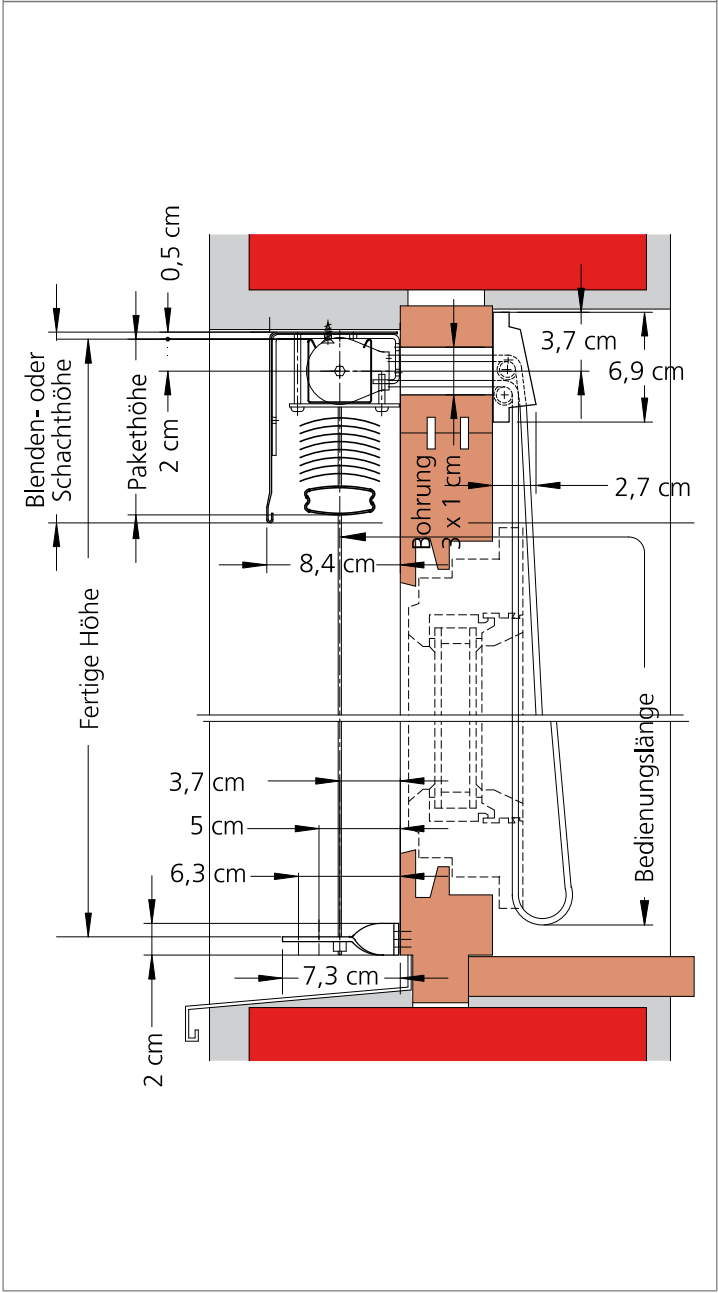 0,5 cm
Blenden- oder
Schachthöhe
Pakethöhe
2 cm
3,7 cm
6,9 cm
Bohrung
3 x 1 cm
2,7 cm
8,4 cm
Fertige Höhe
3,7 cm
5 cm
6,3 cm
Bedienungslänge
7,3 cm
2 cm